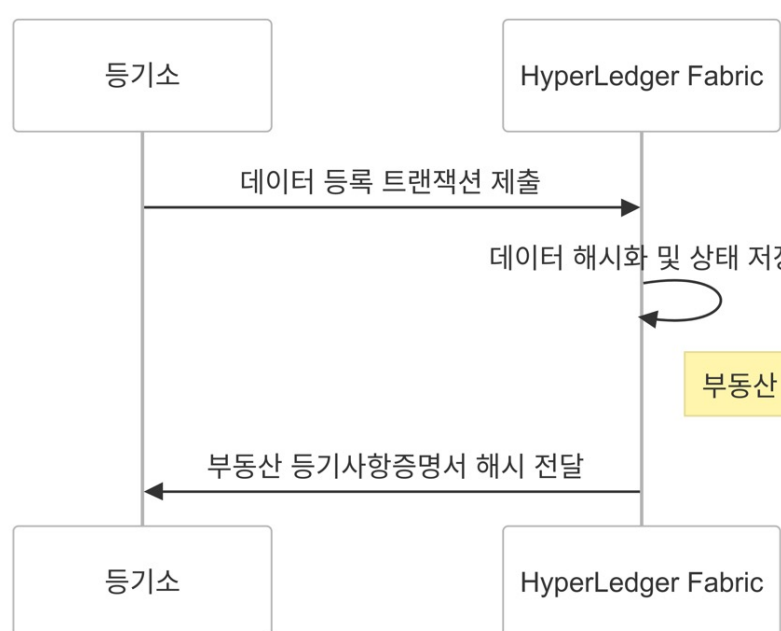 등기소
HyperLedger Fabric
데이터 등록 트랜잭션 제출
데이터 해시화 및 상태
부동산
부동산 등기사항증명서 해시 전달
등기소
HyperLedger Fabric